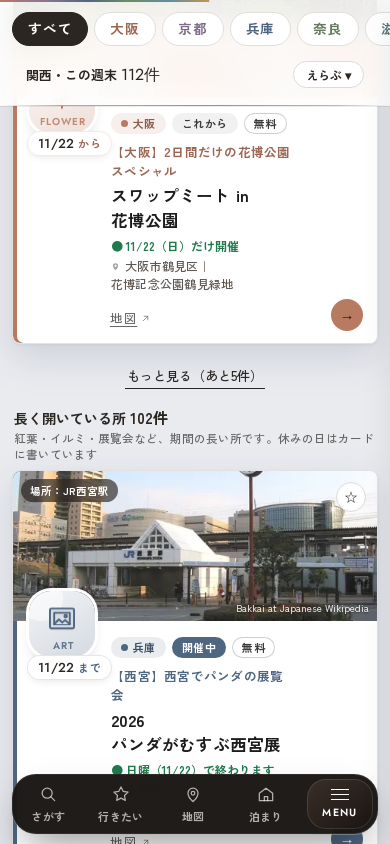 すべて 大阪 京都 兵庫 奈良
関西・この週末 112件 えらぶ ▾
FLOWER
11/22 から
大阪 これから 無料
【大阪】2日間だけの花博公園
スペシャル
スワップミート in
花博公園
11/22（日）だけ開催
大阪市鶴見区｜
花博記念公園鶴見緑地
地図 ↗
→
もっと見る（あと5件）
長く開いている所 102件
紅葉・イルミ・展覧会など、期間の長い所です。休みの日はカード
に書いています
場所：JR西宮駅
☆
Bakkai at Japanese Wikipedia
ART
11/22 まで
兵庫 開催中 無料
【西宮】西宮でパンダの展覧
会
2026
パンダがむすぶ西宮展
日曜（11/22）で終わります
さがす 行きたい 地図 泊まり MENU
地図 ↗